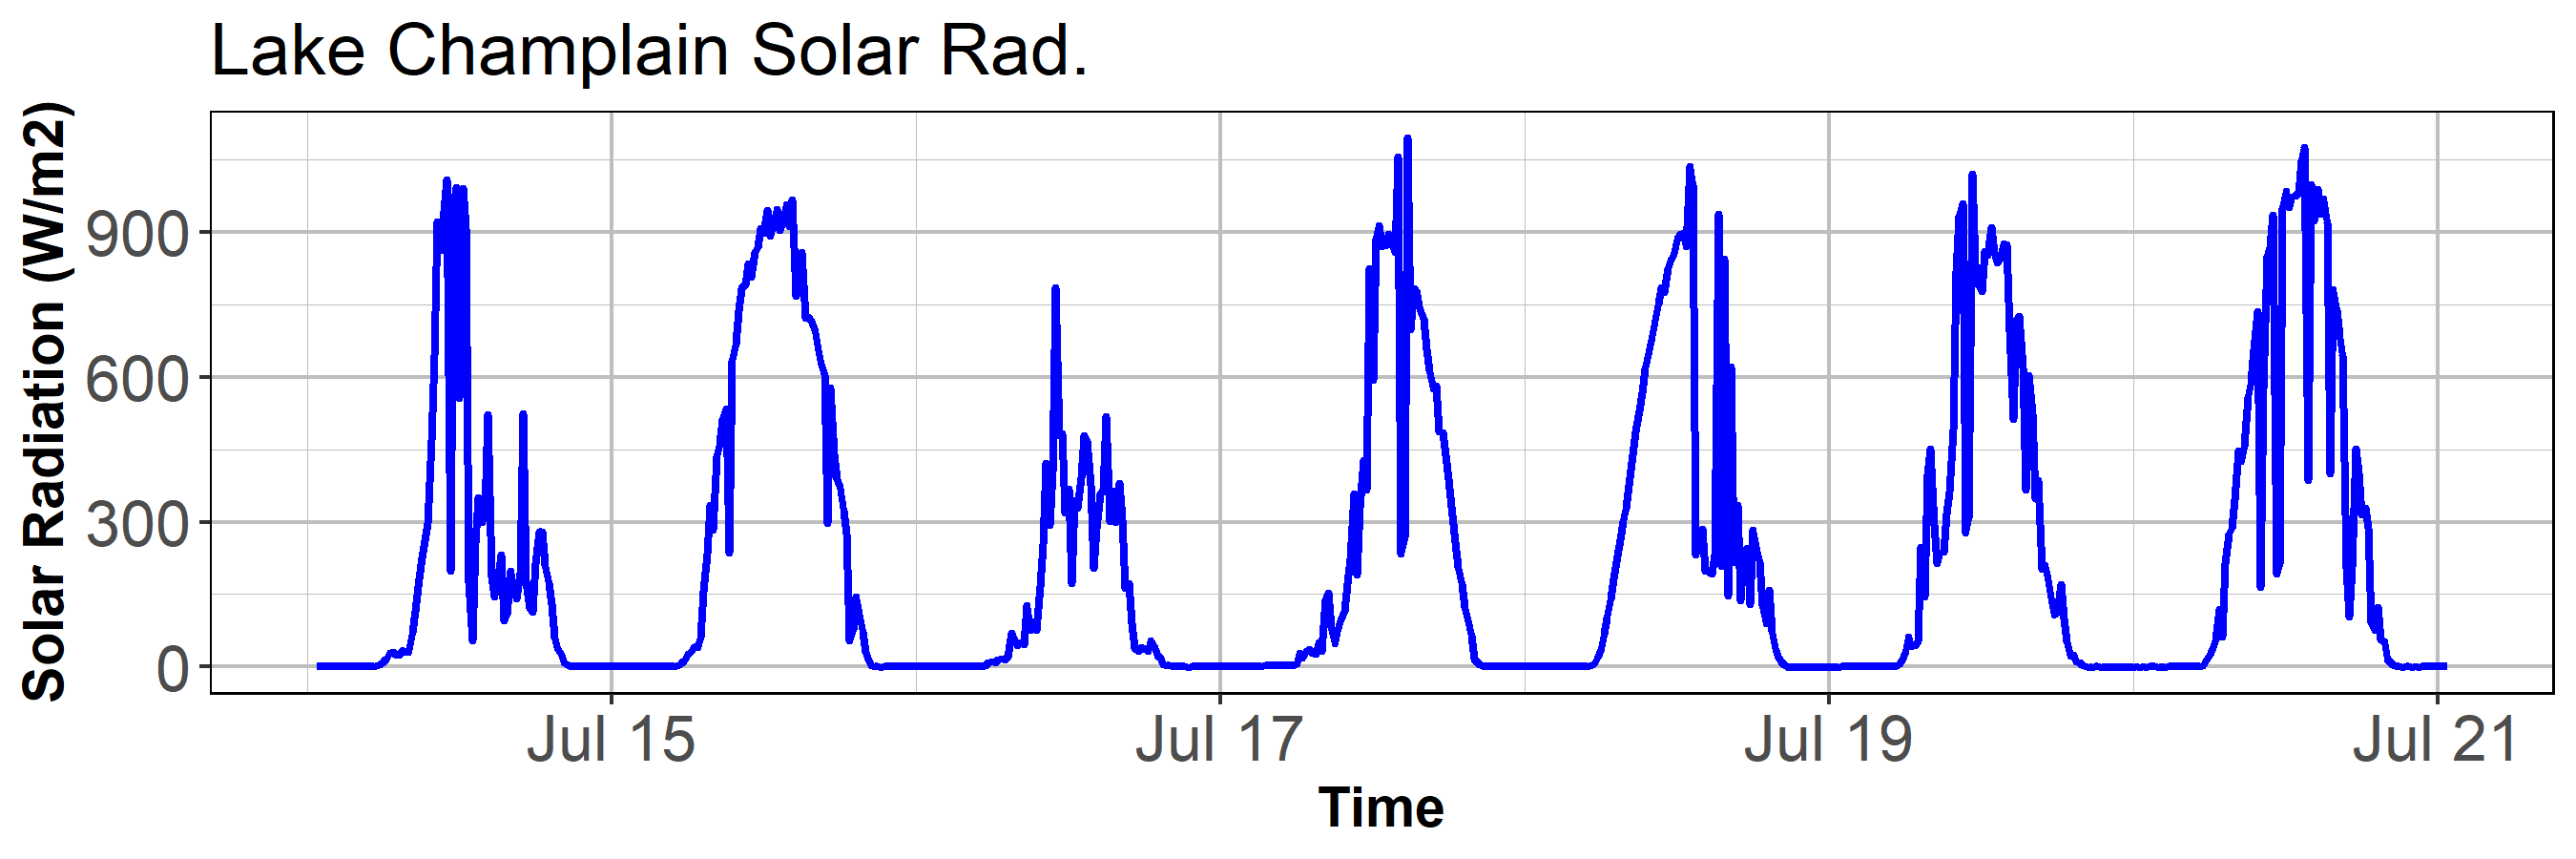 Lake Champlain Solar Rad.
Solar Radiation (W/m2)
900
600
300
0
Jul 15
Jul 17
Jul 19
Jul 21
Time